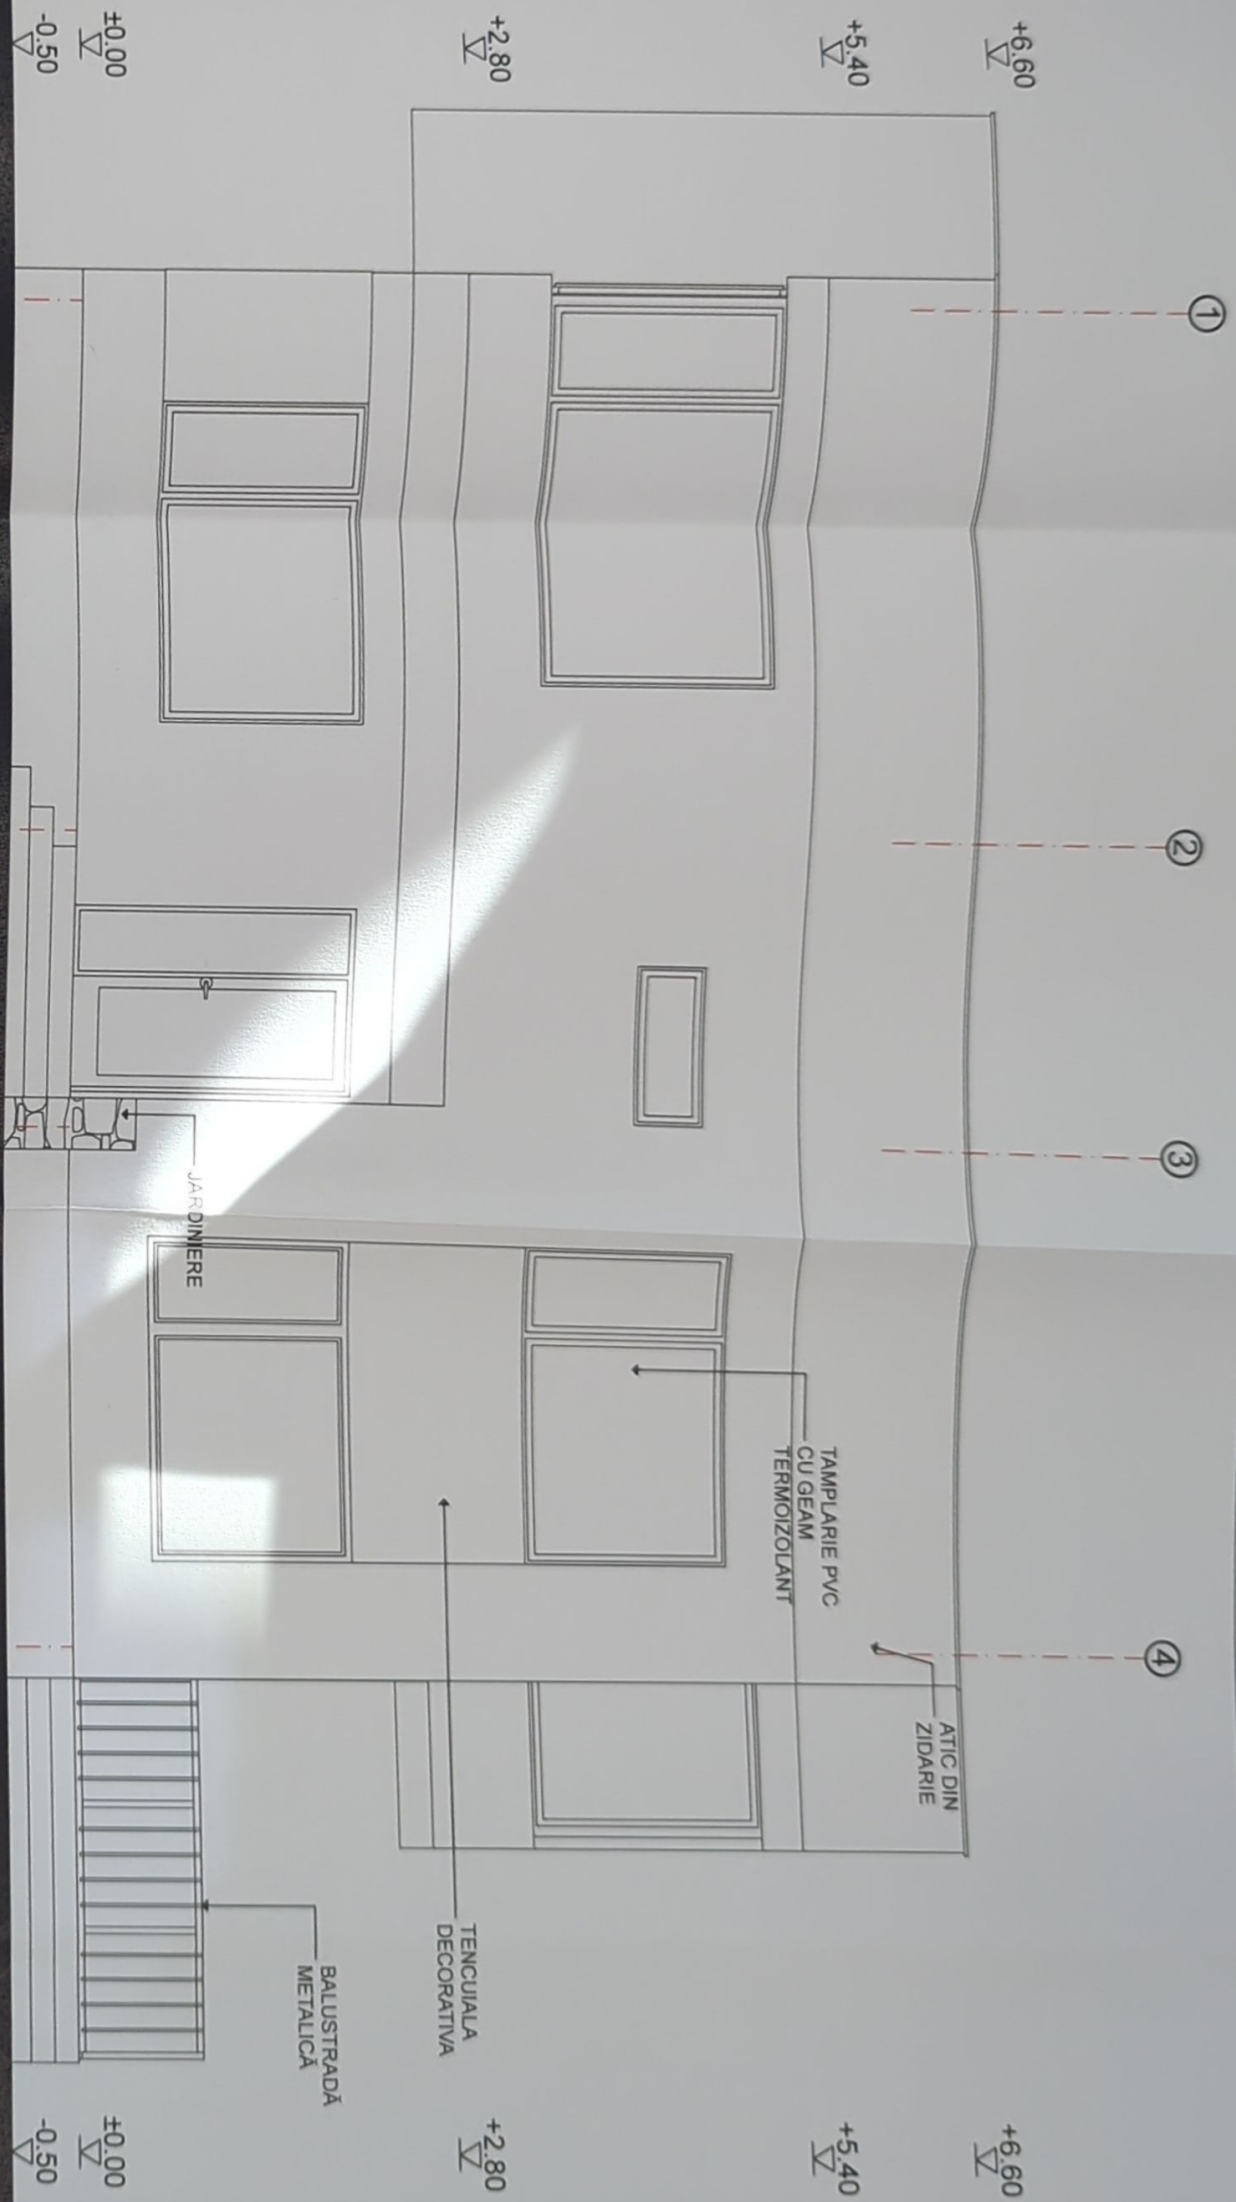 1
2
3
4
+6.60
+6.60
ATIC DIN
ZIDARIE
+5.40
+5.40
TAMPLARIE PVC
CU GEAM
TERMOIZOLANT
+2.80
+2.80
TENCUIALA
DECORATIVA
BALUSTRADĂ
METALICĂ
JARDINIERE
±0.00
±0.00
-0.50
-0.50